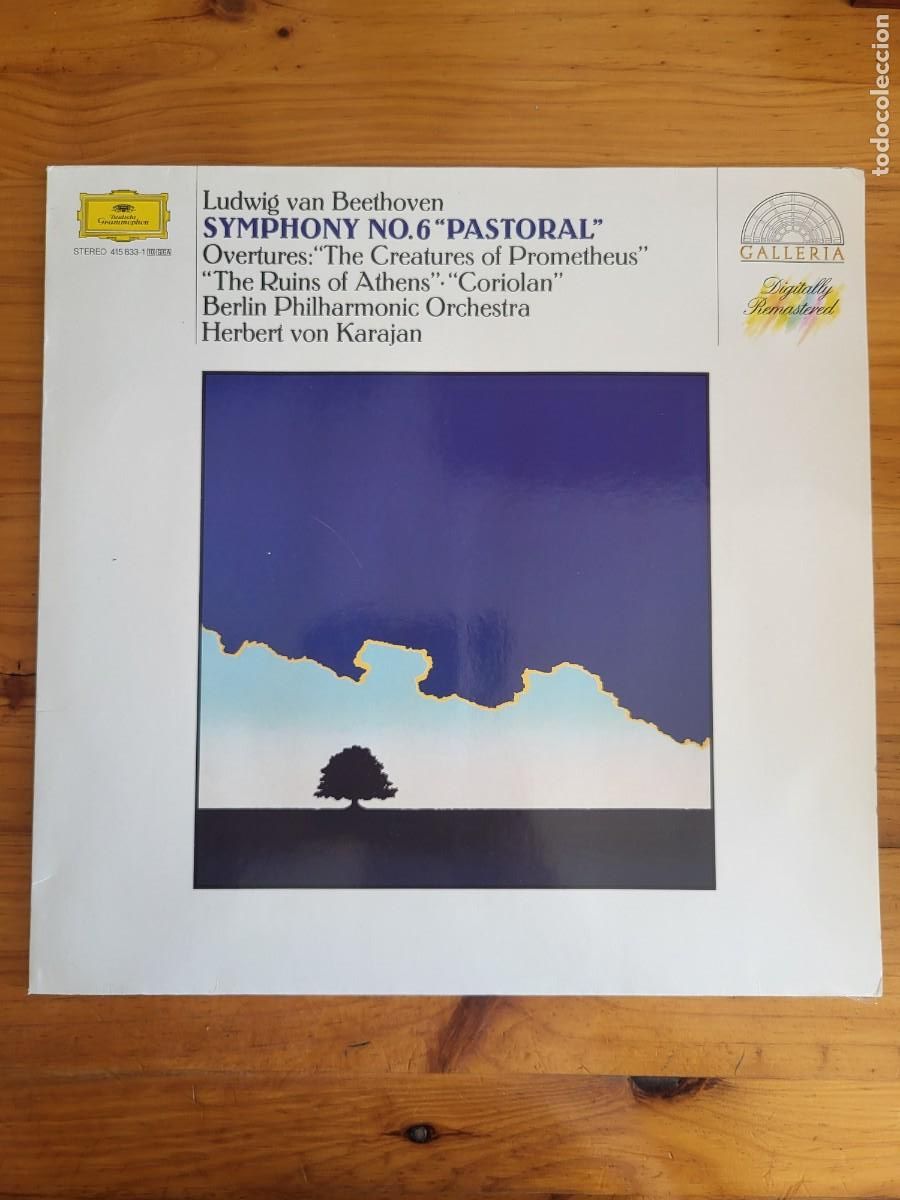 todocoleccion
Deutsche
Grammophon
STEREO 415 833-1
Ludwig van Beethoven
SYMPHONY NO.6 “PASTORAL”
Overtures: “The Creatures of Prometheus”
“The Ruins of Athens” · “Coriolan”
Berlin Philharmonic Orchestra
Herbert von Karajan
GALLERIA
Digitally
Remastered